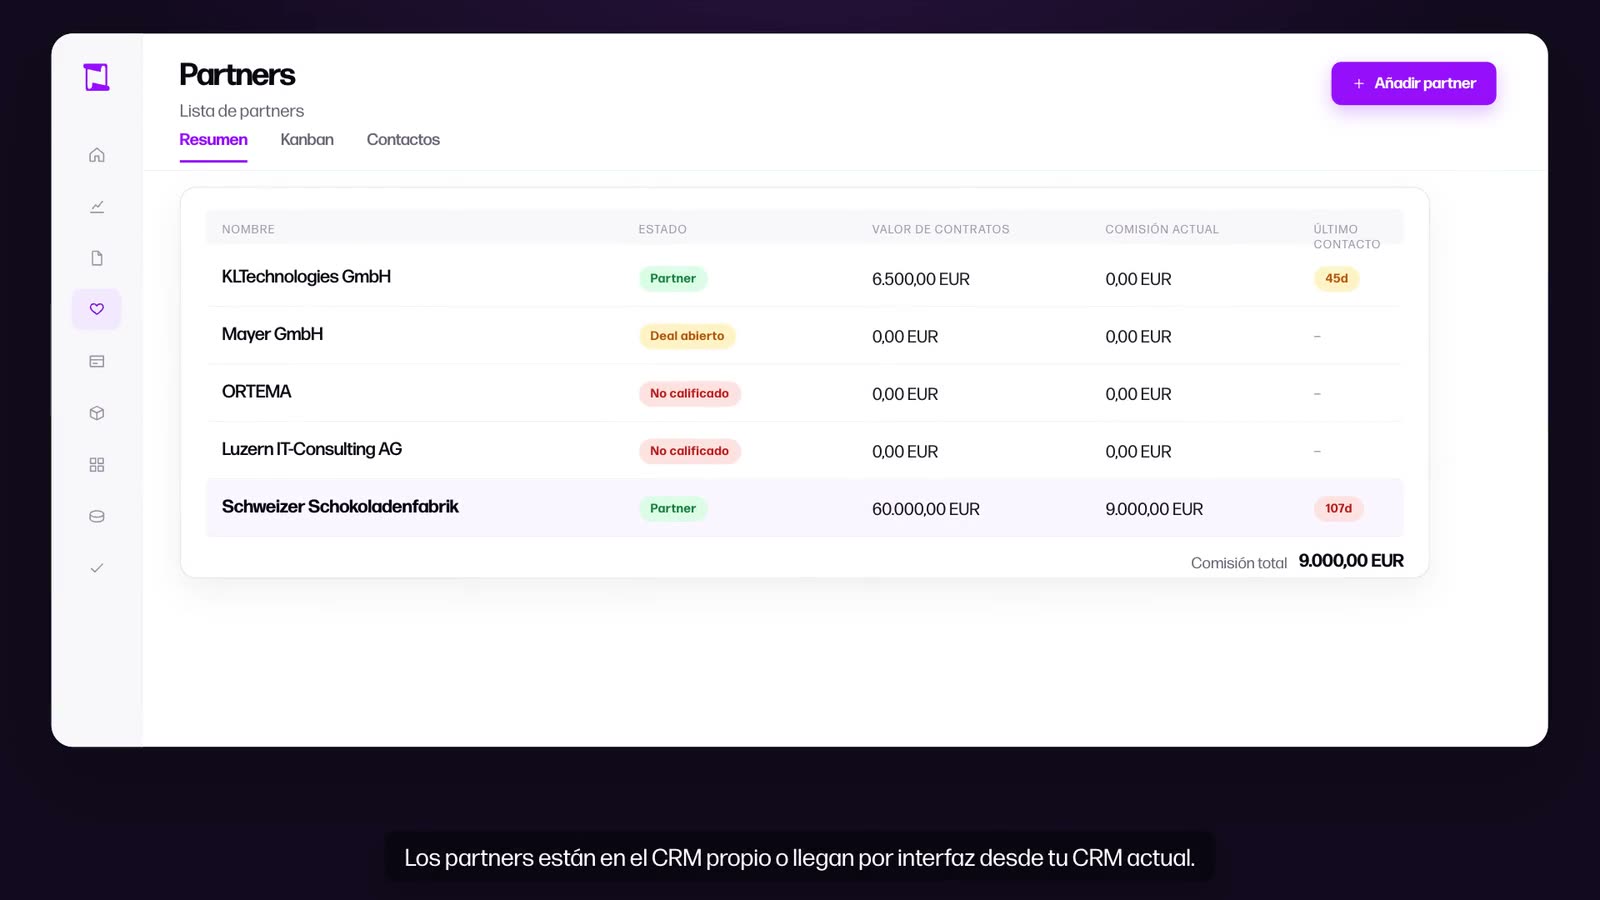 Partners
+ Añadir partner
Lista de partners
Resumen Kanban Contactos
NOMBRE ESTADO VALOR DE CONTRATOS COMISIÓN ACTUAL ÚLTIMO CONTACTO
KLTechnologies GmbH Partner 6.500,00 EUR 0,00 EUR 45d
Mayer GmbH Deal abierto 0,00 EUR 0,00 EUR –
ORTEMA No calificado 0,00 EUR 0,00 EUR –
Luzern IT-Consulting AG No calificado 0,00 EUR 0,00 EUR –
Schweizer Schokoladenfabrik Partner 60.000,00 EUR 9.000,00 EUR 107d
Comisión total 9.000,00 EUR
Los partners están en el CRM propio o llegan por interfaz desde tu CRM actual.